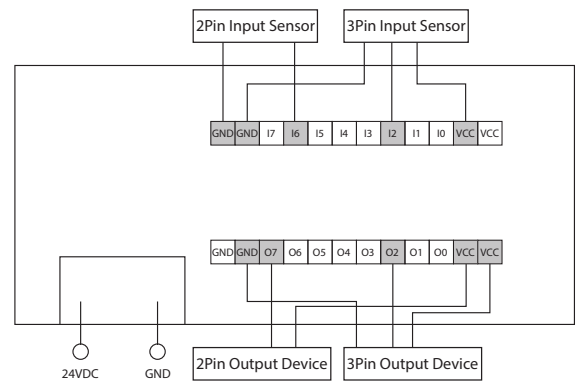 2Pin Input Sensor 3Pin Input Sensor
GND GND I7 I6 I5 I4 I3 I2 I1 I0 VCC VCC
GND GND O7 O6 O5 O4 O3 O2 O1 O0 VCC VCC
2Pin Output Device 3Pin Output Device
24VDC GND